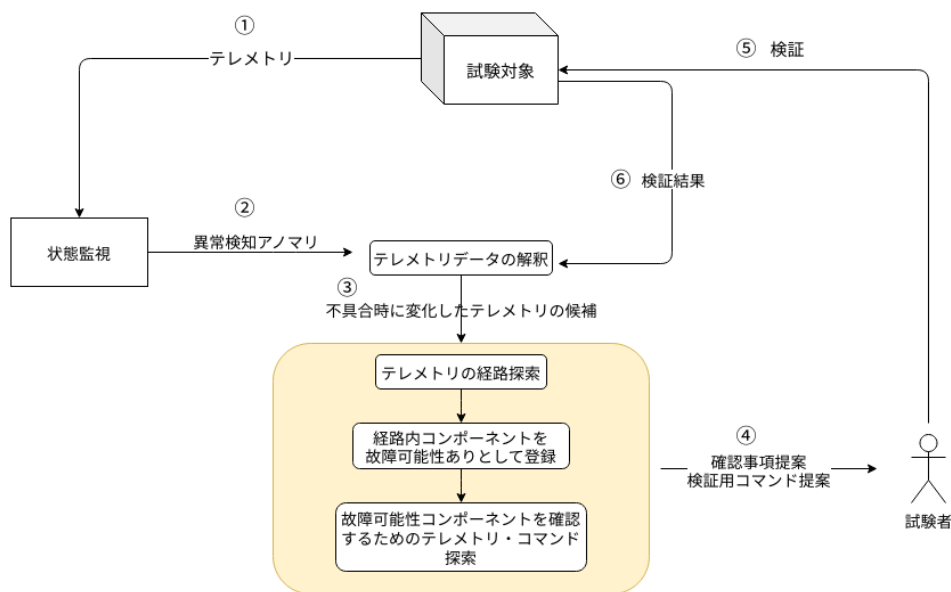 ①
テレメトリ
試験対象
⑤ 検証
⑥ 検証結果
②
異常検知アノマリ
状態監視
テレメトリデータの解釈
③
不具合時に変化したテレメトリの候補
テレメトリの経路探索
経路内コンポーネントを
故障可能性ありとして登録
故障可能性コンポーネントを確認
するためのテレメトリ・コマンド
探索
④
確認事項提案
検証用コマンド提案
試験者